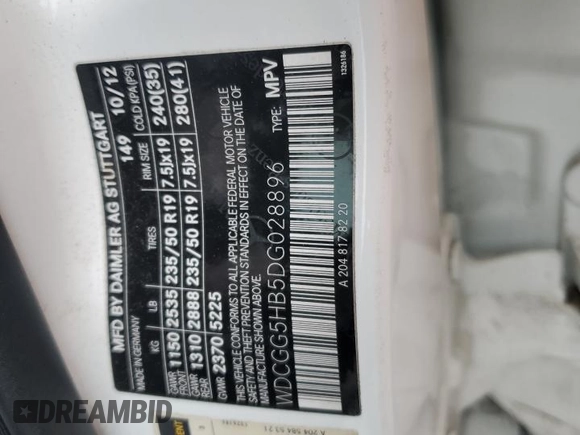 MFD BY DAIMLER AG STUTTGART
MADE IN GERMANY 149 10/12
KG LB TIRES RIM SIZE COLD KPA(PSI)
GAWR FRONT 1150 2535 235/50 R19 7.5Jx19 240(35)
GAWR REAR 1310 2888 235/50 R19 7.5Jx19 280(41)
GVWR 2370 5225
THIS VEHICLE CONFORMS TO ALL APPLICABLE FEDERAL MOTOR VEHICLE
SAFETY AND THEFT PREVENTION STANDARDS IN EFFECT ON THE DATE OF
MANUFACTURE SHOWN ABOVE.
WDCGG5HB5DG028896 TYPE: MPV
A 204 817 82 20
1326186
DREAMBID